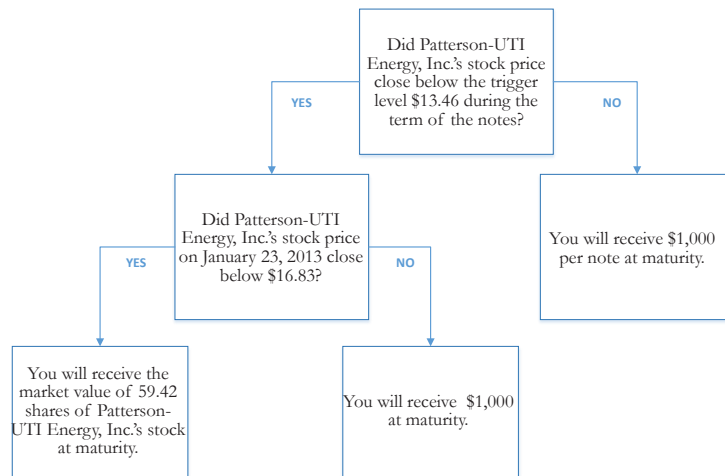 Did Patterson-UTI
Energy, Inc.'s stock price
close below the trigger
level $13.46 during the
term of the notes?
YES
NO
Did Patterson-UTI
Energy, Inc.'s stock price
on January 23, 2013 close
below $16.83?
You will receive $1,000
per note at maturity.
YES
NO
You will receive the
market value of 59.42
shares of Patterson-
UTI Energy, Inc.'s stock
at maturity.
You will receive $1,000
at maturity.